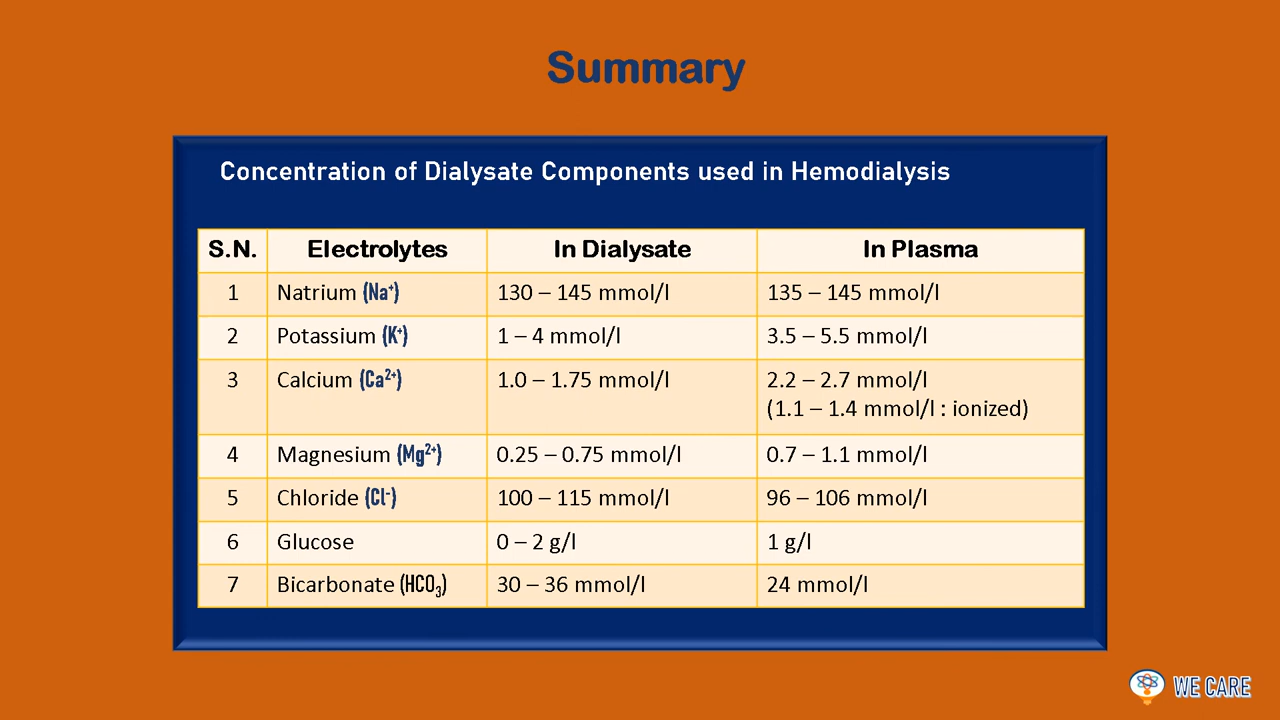 Summary
Concentration of Dialysate Components used in Hemodialysis
S.N. Electrolytes In Dialysate In Plasma
1 Natrium (Na⁺) 130 – 145 mmol/l 135 – 145 mmol/l
2 Potassium (K⁺) 1 – 4 mmol/l 3.5 – 5.5 mmol/l
3 Calcium (Ca²⁺) 1.0 – 1.75 mmol/l 2.2 – 2.7 mmol/l
(1.1 – 1.4 mmol/l : ionized)
4 Magnesium (Mg²⁺) 0.25 – 0.75 mmol/l 0.7 – 1.1 mmol/l
5 Chloride (Cl⁻) 100 – 115 mmol/l 96 – 106 mmol/l
6 Glucose 0 – 2 g/l 1 g/l
7 Bicarbonate (HCO₃) 30 – 36 mmol/l 24 mmol/l
WE CARE